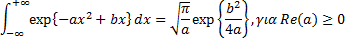 ∫_{-∞}^{+∞} exp{-ax² + bx} dx = √(π/a) exp{b²/4a}, για Re(a) ≥ 0